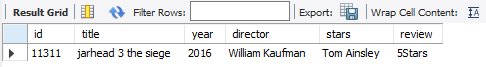 Result Grid Filter Rows: Export: Wrap Cell Content: IA
id title year director stars review
11311 jarhead 3 the siege 2016 William Kaufman Tom Ainsley 5Stars